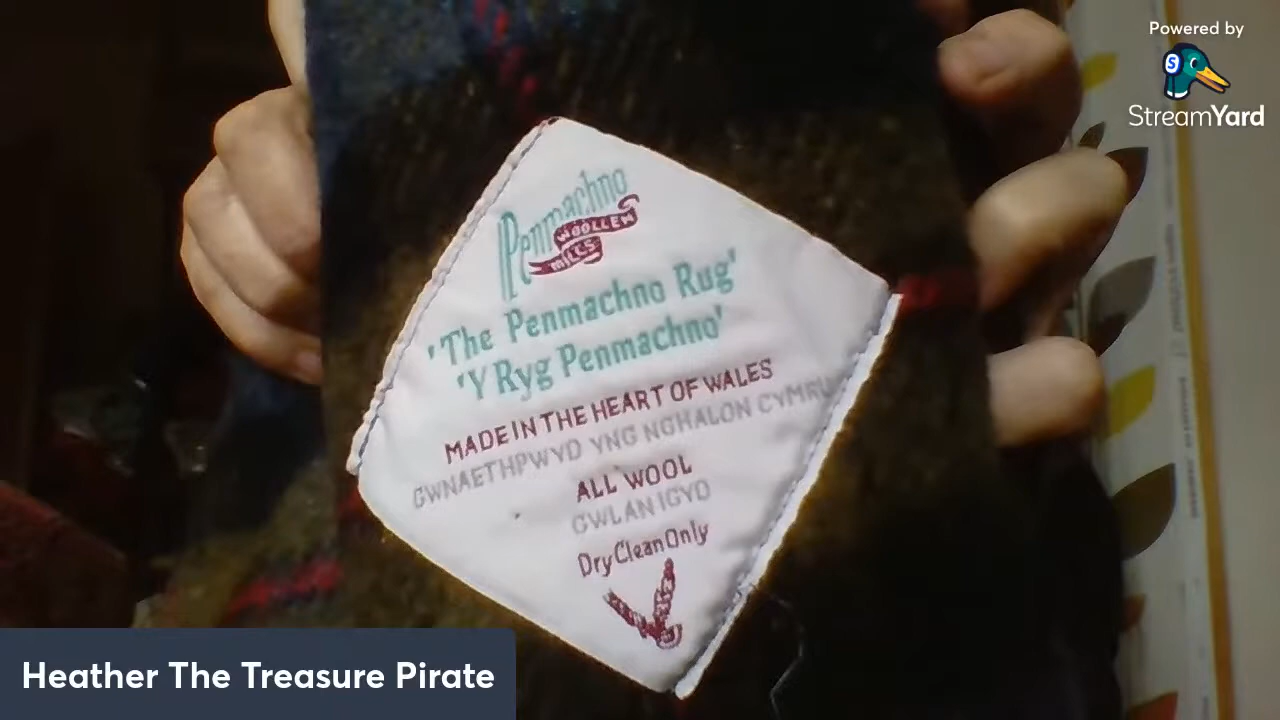 Powered by
StreamYard
Penmachno
WOOLLEN
MILLS
'The Penmachno Rug'
'Y Ryg Penmachno'
MADE IN THE HEART OF WALES
GWNAETHPWYD YNG NGHALON CYMRU
ALL WOOL
GWLAN IGYD
Dry Clean Only
Heather The Treasure Pirate